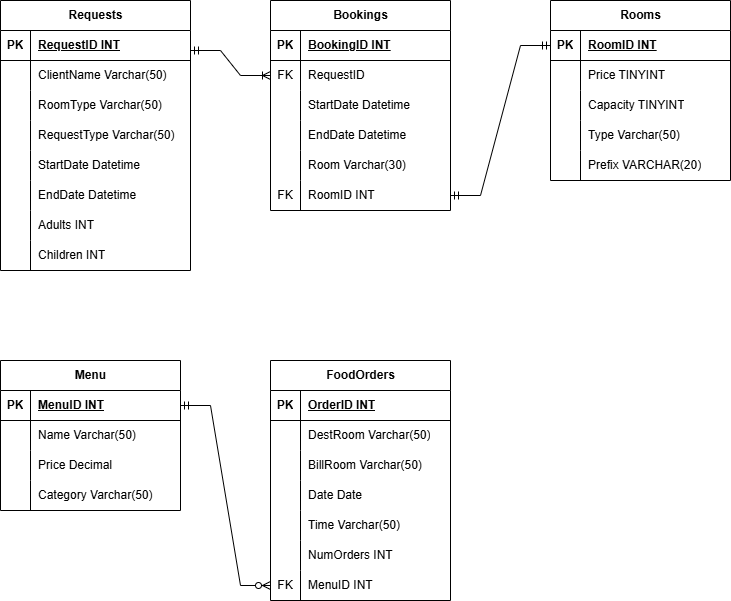 Requests
PK RequestID INT
ClientName Varchar(50)
RoomType Varchar(50)
RequestType Varchar(50)
StartDate Datetime
EndDate Datetime
Adults INT
Children INT
Bookings
PK BookingID INT
FK RequestID
StartDate Datetime
EndDate Datetime
Room Varchar(30)
FK RoomID INT
Rooms
PK RoomID INT
Price TINYINT
Capacity TINYINT
Type Varchar(50)
Prefix VARCHAR(20)
Menu
PK MenuID INT
Name Varchar(50)
Price Decimal
Category Varchar(50)
FoodOrders
PK OrderID INT
DestRoom Varchar(50)
BillRoom Varchar(50)
Date Date
Time Varchar(50)
NumOrders INT
FK MenuID INT